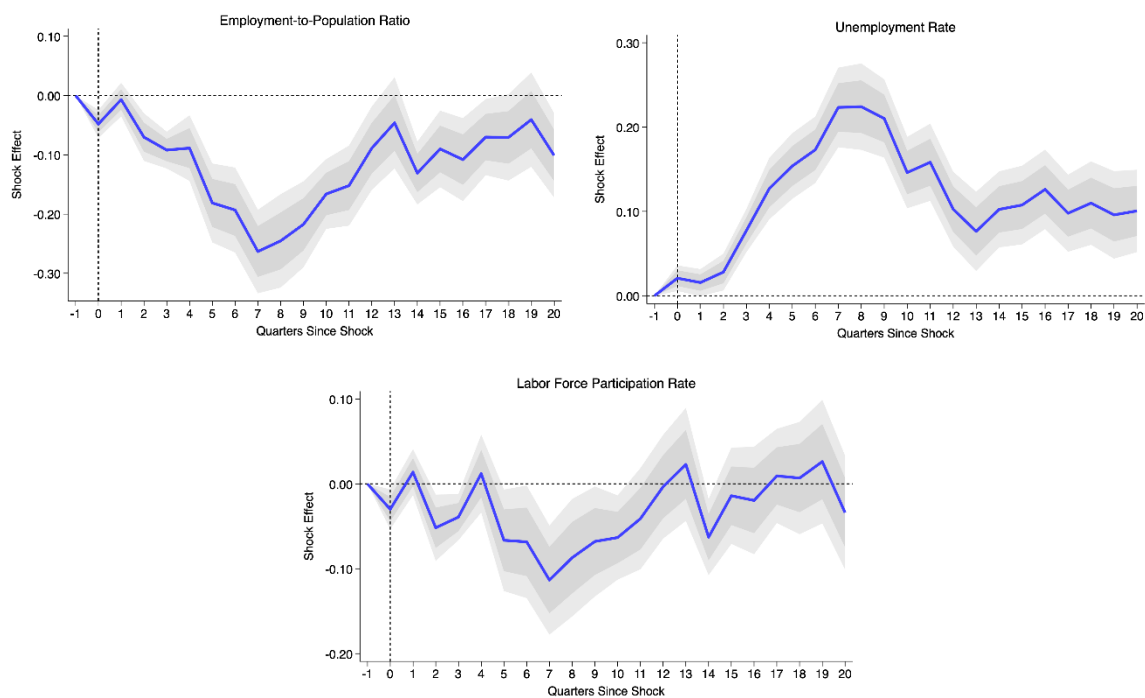 Employment-to-Population Ratio
0.10
0.00
-0.10
-0.20
-0.30
Shock Effect
-1 0 1 2 3 4 5 6 7 8 9 10 11 12 13 14 15 16 17 18 19 20
Quarters Since Shock
Unemployment Rate
0.30
0.20
0.10
0.00
Shock Effect
-1 0 1 2 3 4 5 6 7 8 9 10 11 12 13 14 15 16 17 18 19 20
Quarters Since Shock
Labor Force Participation Rate
0.10
0.00
-0.10
-0.20
Shock Effect
-1 0 1 2 3 4 5 6 7 8 9 10 11 12 13 14 15 16 17 18 19 20
Quarters Since Shock